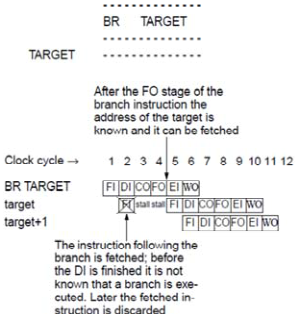 BR TARGET
TARGET
After the FO stage of the
branch instruction the
address of the target is
known and it can be fetched
Clock cycle → 1 2 3 4 5 6 7 8 9 10 11 12
BR TARGET FI DI CO FO EI WO
target FI stall stall FI DI CO FO EI WO
target+1 FI DI CO FO EI WO
The instruction following the
branch is fetched; before
the DI is finished it is not
known that a branch is exe-
cuted. Later the fetched in-
struction is discarded